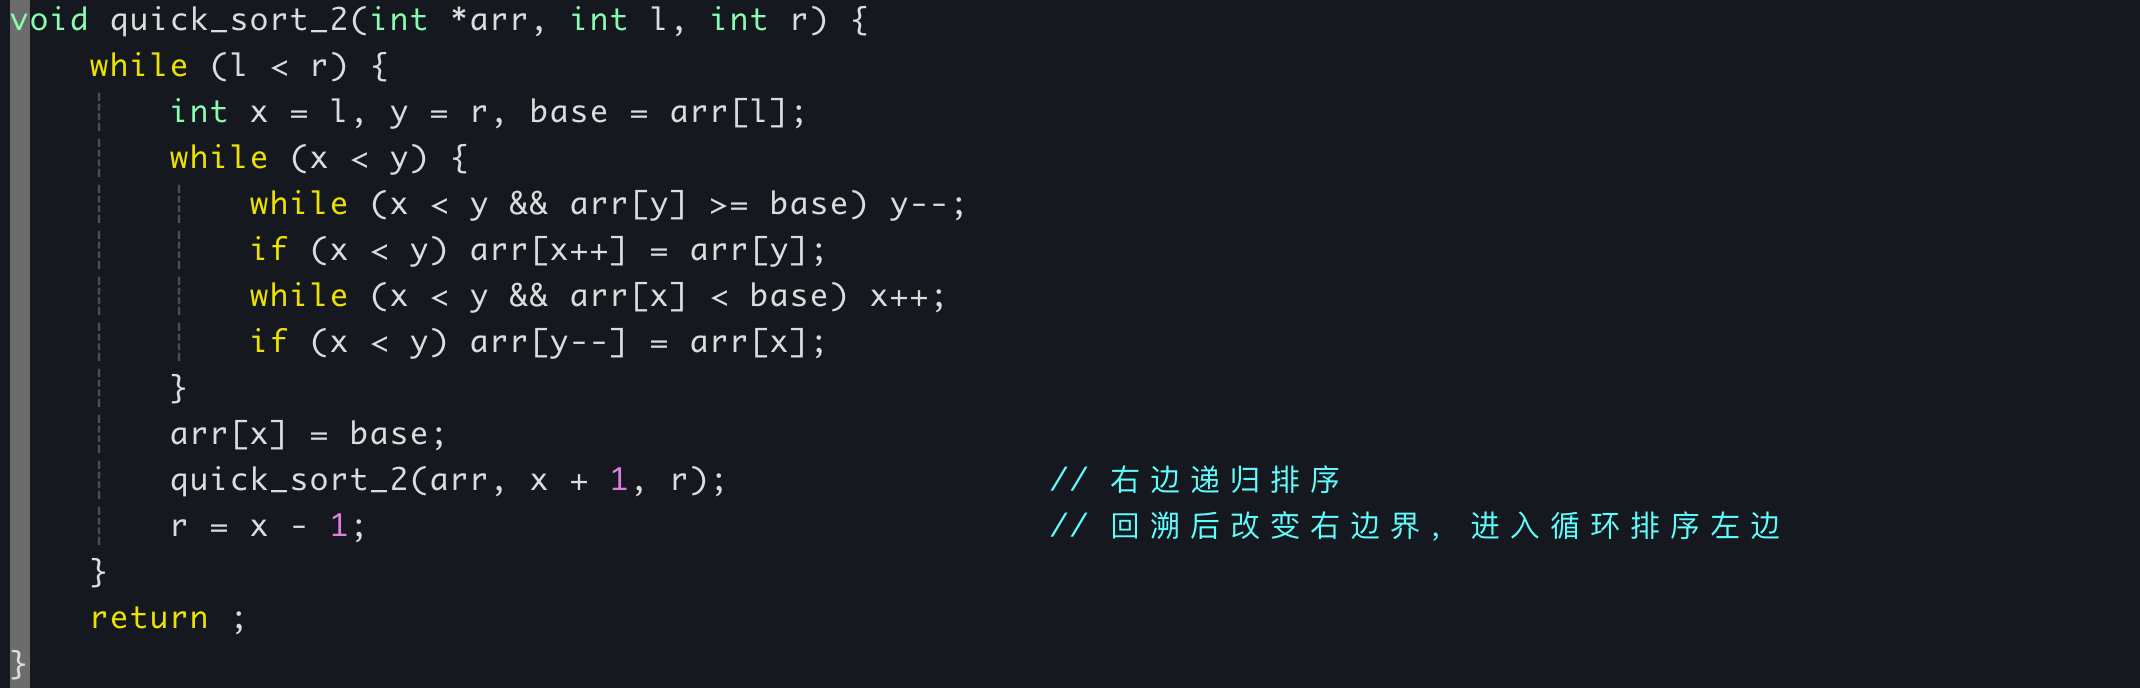 void quick_sort_2(int *arr, int l, int r) {
    while (l < r) {
        int x = l, y = r, base = arr[l];
        while (x < y) {
            while (x < y && arr[y] >= base) y--;
            if (x < y) arr[x++] = arr[y];
            while (x < y && arr[x] < base) x++;
            if (x < y) arr[y--] = arr[x];
        }
        arr[x] = base;
        quick_sort_2(arr, x + 1, r);                // 右边递归排序
        r = x - 1;                                  // 回溯后改变右边界, 进入循环排序左边
    }
    return ;
}